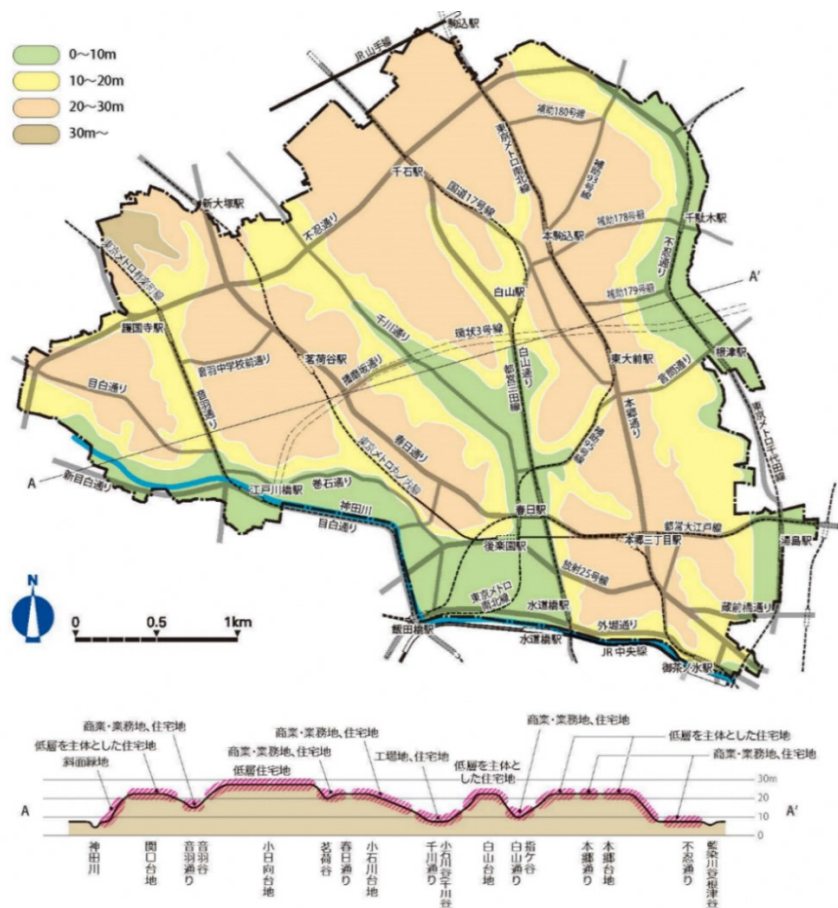 0～10m
10～20m
20～30m
30m～
駒込駅
JR山手線
補助180号線
東京メトロ南北線
千石駅
国道17号線
新大塚駅
不忍通り
補助178号線
千駄木駅
本駒込駅
不忍通り
A'
白山駅
補助179号線
千川通り
護国寺駅
環状3号線
根津駅
茗荷谷駅
白山通り
東大前駅
音羽中学校前通り
播磨坂通り
都営三田線
言問通り
目白通り
音羽通り
本郷通り
東京メトロ千代田線
春日通り
東京メトロ丸ノ内線
A
新目白通り
江戸川橋駅
巻石通り
神田川
目白通り
春日駅
都営大江戸線
湯島駅
後楽園駅
本郷三丁目駅
放射25号線
東京メトロ
南北線
水道橋駅
蔵前橋通り
飯田橋駅
外堀通り
水道橋駅
JR中央線
御茶ノ水駅
N
0 0.5 1km
商業・業務地、住宅地
低層を主体とした住宅地
斜面緑地
商業・業務地、住宅地
商業・業務地、住宅地
低層住宅地
工場地、住宅地
商業・業務地、住宅地
低層を主体と
した住宅地
低層を主体とした住宅地
商業・業務地、住宅地
30m
20
10
0
A
A'
神田川
関口台地
音羽通り
音羽谷
小日向台地
茗荷谷
春日通り
小石川台地
千川通り
小石川谷(千川谷)
白山台地
白山通り
指ケ谷
本郷通り
本郷台地
不忍通り
藍染川谷(根津谷)